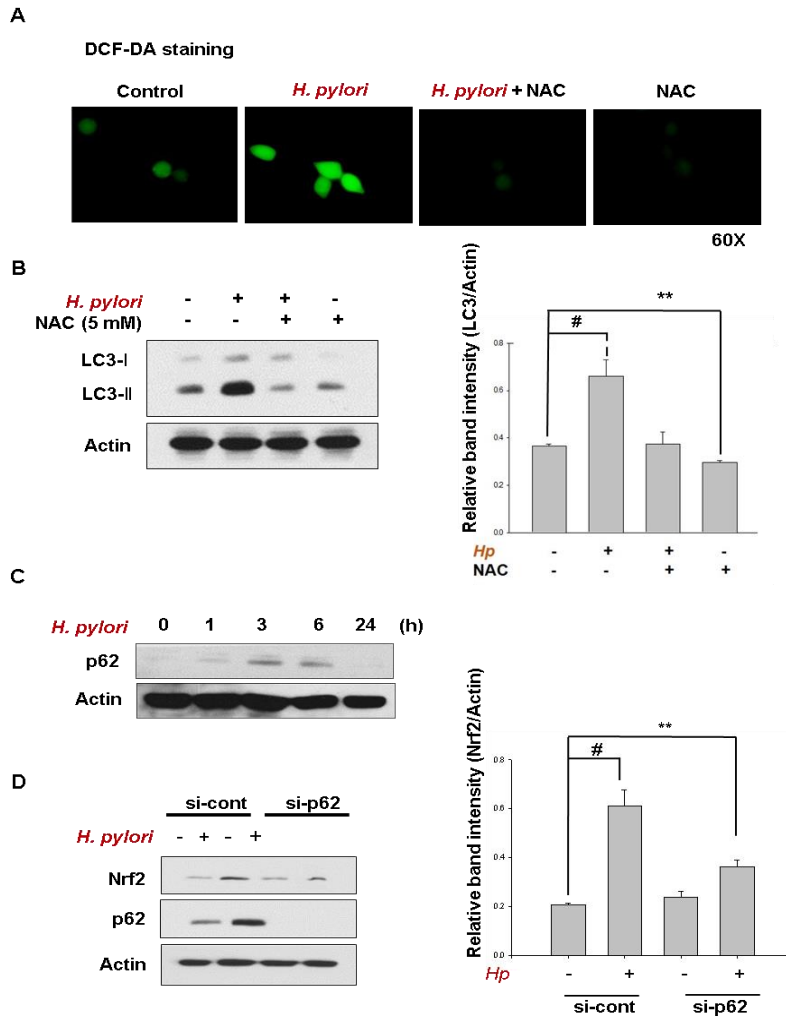 A
DCF-DA staining
Control
H. pylori
H. pylori + NAC
NAC
60X
B
H. pylori - + + -
NAC (5 mM) - - + +
LC3-I
LC3-II
Actin
Relative band intensity (LC3/Actin)
0.8
0.6
0.4
0.2
0.0
#
**
Hp - + + -
NAC - - + +
C
H. pylori 0 1 3 6 24 (h)
p62
Actin
D
si-cont si-p62
H. pylori - + - +
Nrf2
p62
Actin
Relative band intensity (Nrf2/Actin)
0.8
0.6
0.4
0.2
0.0
#
**
Hp - + - +
si-cont si-p62